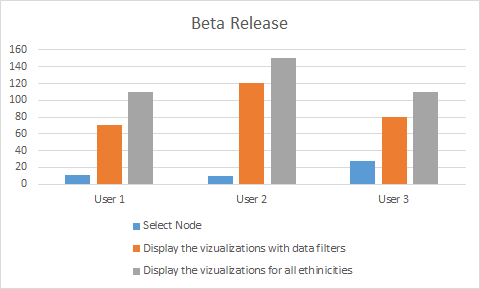 Beta Release
160
140
120
100
80
60
40
20
0
User 1 User 2 User 3
Select Node
Display the vizualizations with data filters
Display the vizualizations for all ethinicities